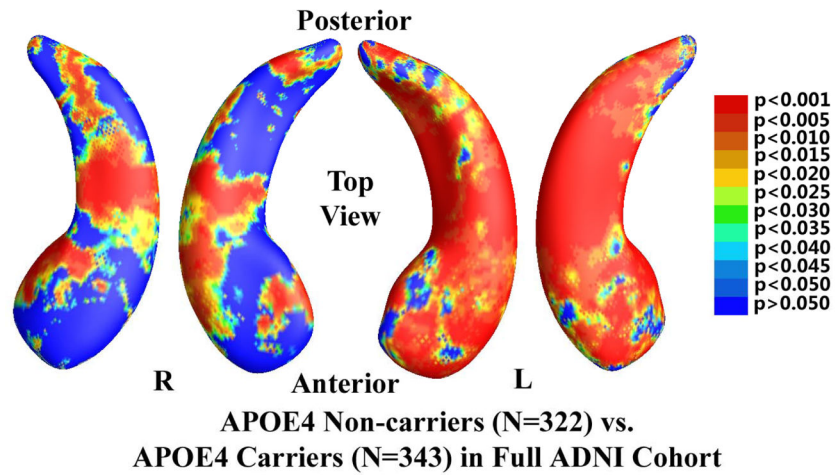 Posterior
Top
View
R
Anterior
L
p<0.001
p<0.005
p<0.010
p<0.015
p<0.020
p<0.025
p<0.030
p<0.035
p<0.040
p<0.045
p<0.050
p>0.050
APOE4 Non-carriers (N=322) vs.
APOE4 Carriers (N=343) in Full ADNI Cohort